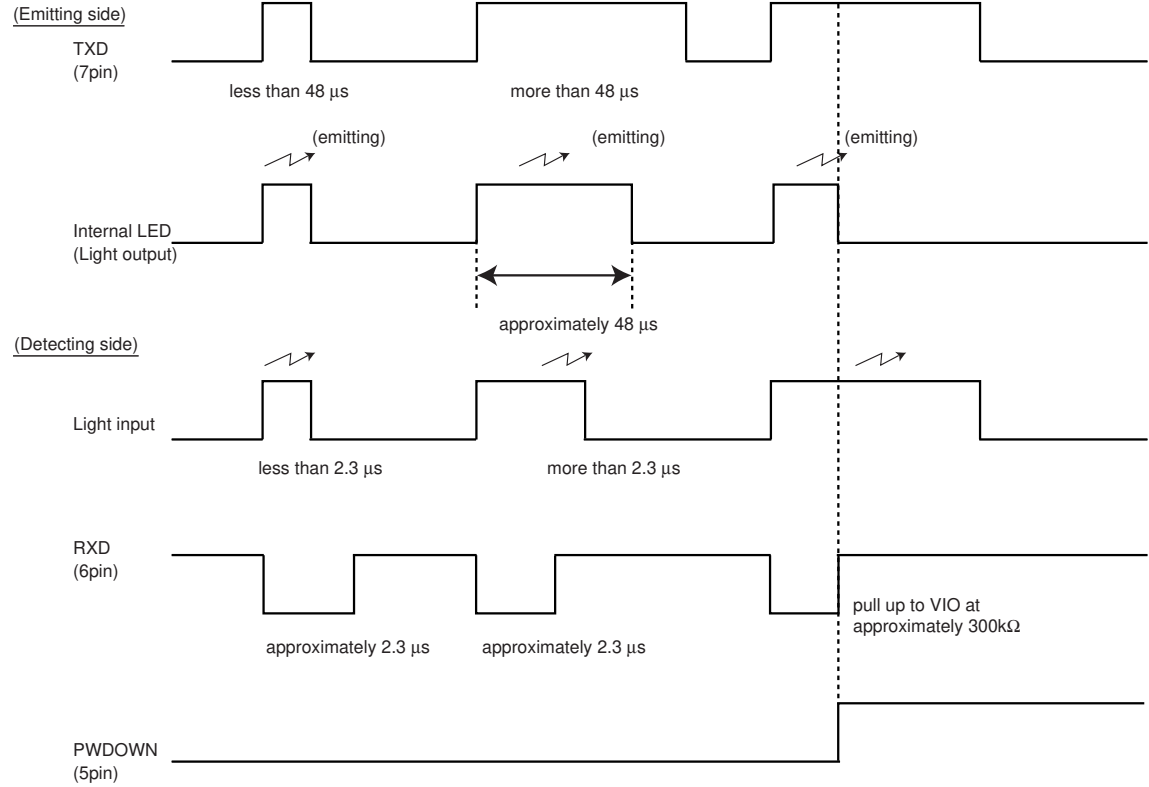 (Emitting side)
TXD
(7pin)
less than 48 μs
more than 48 μs
(emitting)
(emitting)
(emitting)
Internal LED
(Light output)
approximately 48 μs
(Detecting side)
Light input
less than 2.3 μs
more than 2.3 μs
RXD
(6pin)
pull up to VIO at
approximately 300kΩ
approximately 2.3 μs
approximately 2.3 μs
PWDOWN
(5pin)